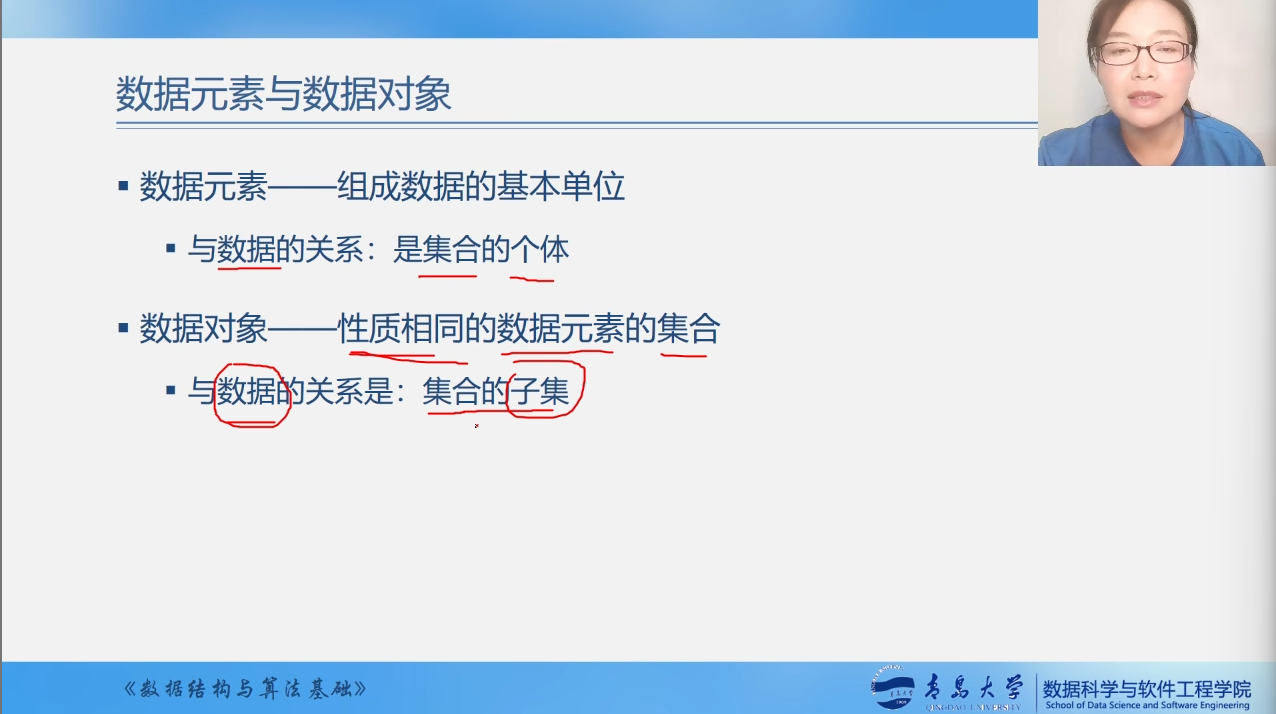 数据元素与数据对象
▪ 数据元素——组成数据的基本单位
▪ 与数据的关系：是集合的个体
▪ 数据对象——性质相同的数据元素的集合
▪ 与数据的关系是：集合的子集
《数据结构与算法基础》
青岛大学
QINGDAO UNIVERSITY
数据科学与软件工程学院
School of Data Science and Software Engineering